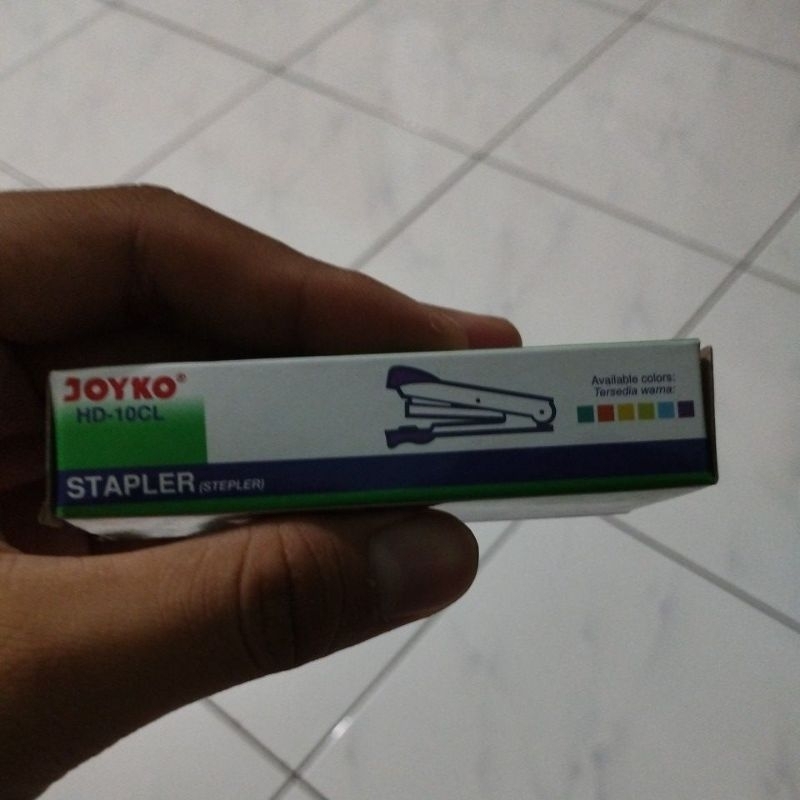 JOYKO®
HD-10CL
STAPLER (STEPLER)
Available colors:
Tersedia warna: